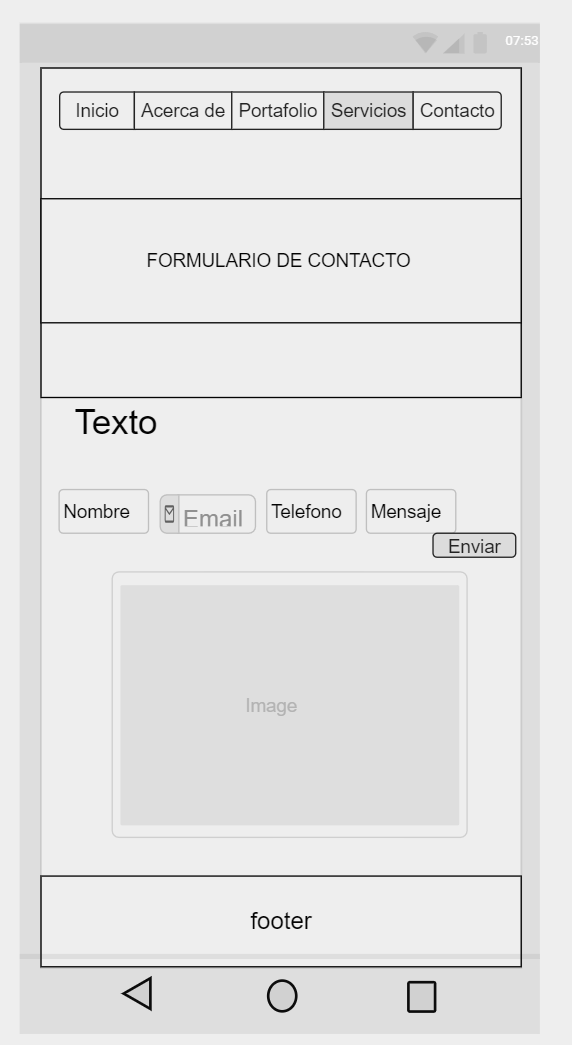 07:53
Inicio Acerca de Portafolio Servicios Contacto
FORMULARIO DE CONTACTO
Texto
Nombre Email Telefono Mensaje
Enviar
Image
footer